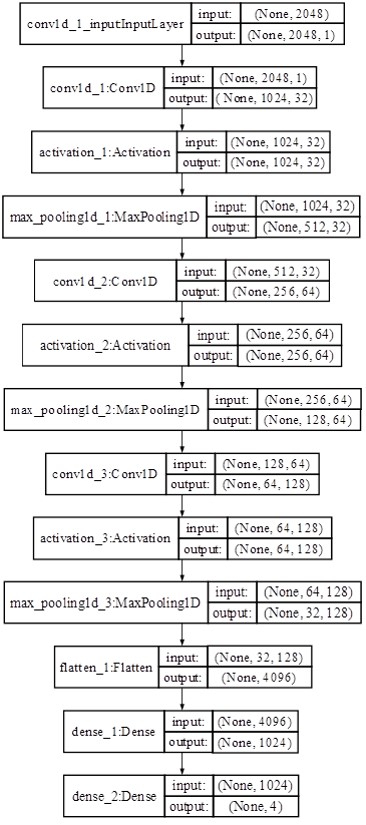 conv1d_1_input:InputLayer
input: (None, 2048)
output: (None, 2048, 1)
conv1d_1:Conv1D
input: (None, 2048, 1)
output: ( None, 1024, 32)
activation_1:Activation
input: (None, 1024, 32)
output: (None, 1024, 32)
max_pooling1d_1:MaxPooling1D
input: (None, 1024, 32)
output: (None, 512, 32)
conv1d_2:Conv1D
input: (None, 512, 32)
output: (None, 256, 64)
activation_2:Activation
input: (None, 256, 64)
output: (None, 256, 64)
max_pooling1d_2:MaxPooling1D
input: (None, 256, 64)
output: (None, 128, 64)
conv1d_3:Conv1D
input: (None, 128, 64)
output: (None, 64, 128)
activation_3:Activation
input: (None, 64, 128)
output: (None, 64, 128)
max_pooling1d_3:MaxPooling1D
input: (None, 64, 128)
output: (None, 32, 128)
flatten_1:Flatten
input: (None, 32, 128)
output: (None, 4096)
dense_1:Dense
input: (None, 4096)
output: (None, 1024)
dense_2:Dense
input: (None, 1024)
output: (None, 4)